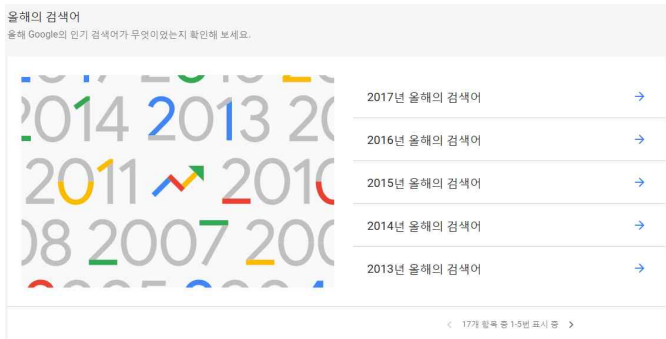 올해의 검색어
올해 Google의 인기 검색어가 무엇이었는지 확인해 보세요.
2014 2013 20
2011 2010
08 2007 200
2017년 올해의 검색어
2016년 올해의 검색어
2015년 올해의 검색어
2014년 올해의 검색어
2013년 올해의 검색어
17개 항목 중 1-5번 표시 중